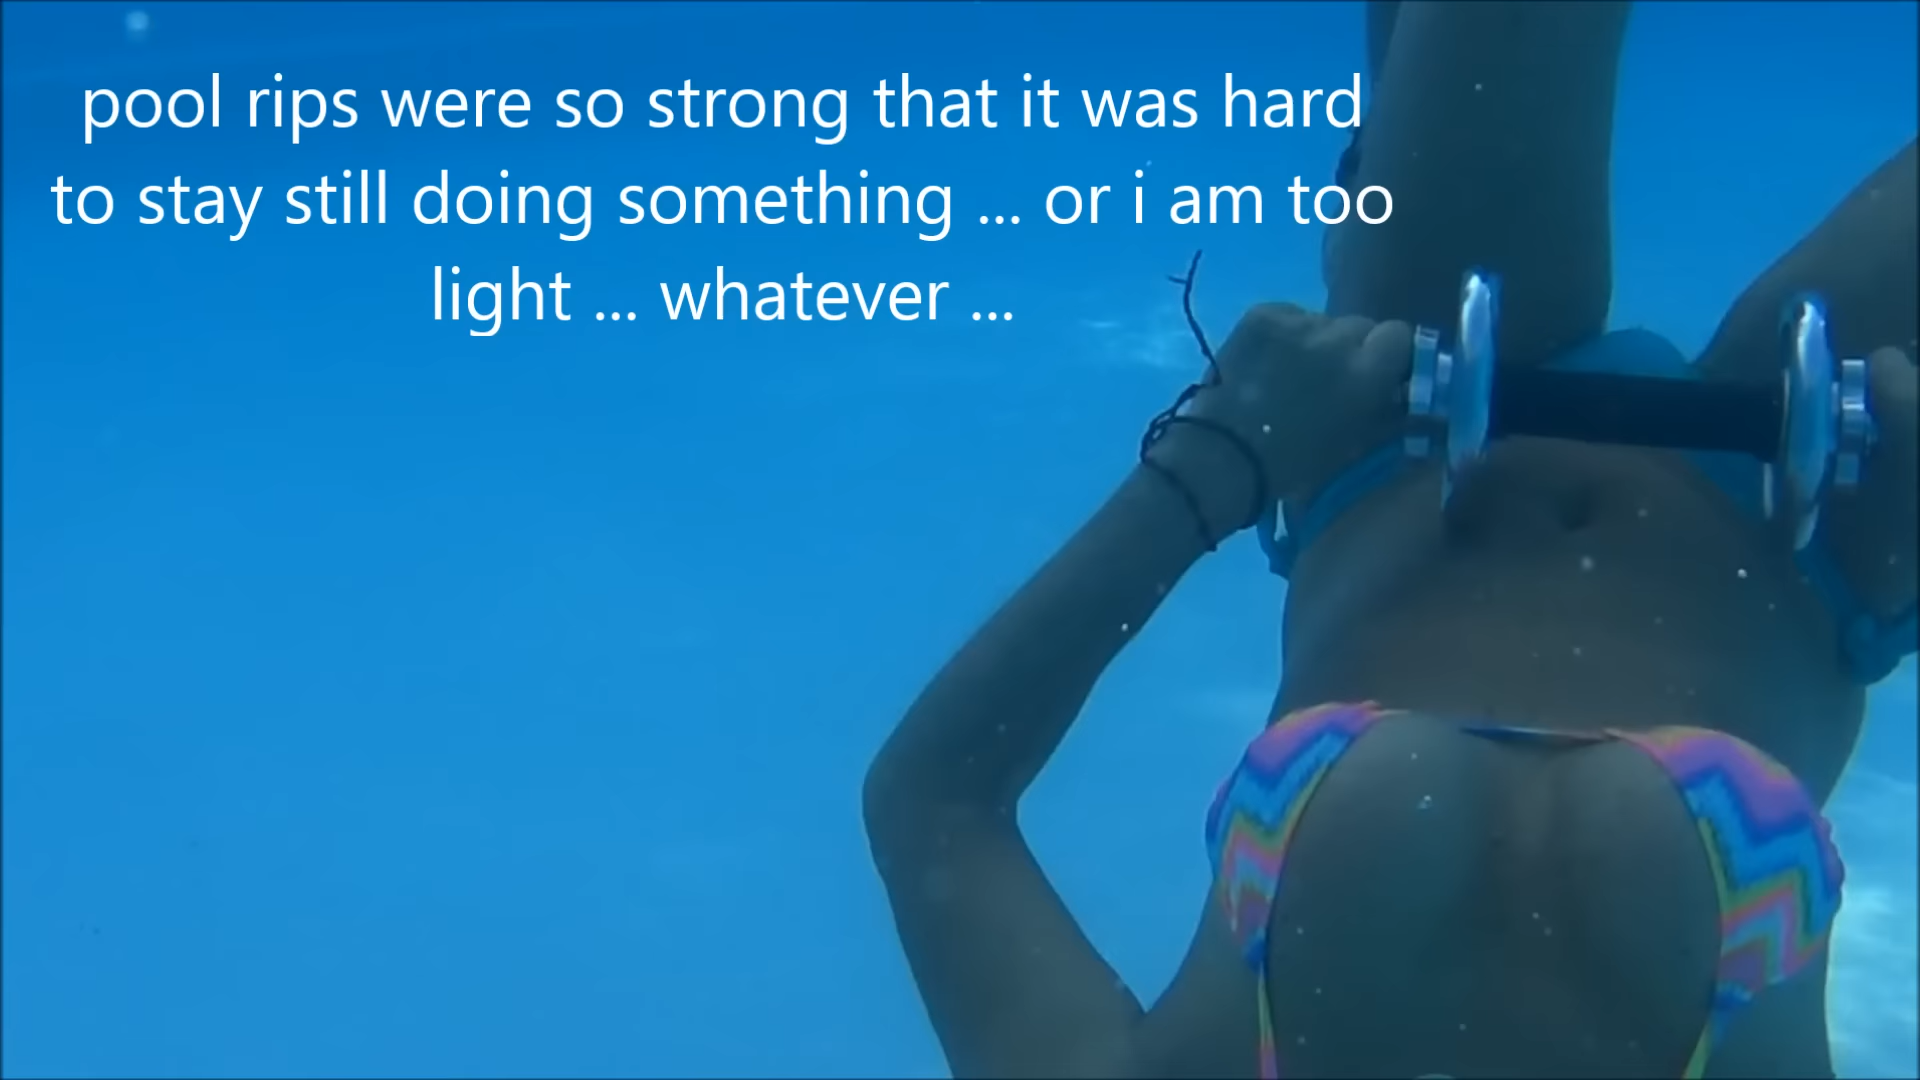 pool rips were so strong that it was hard
to stay still doing something ... or i am too
light ... whatever ...